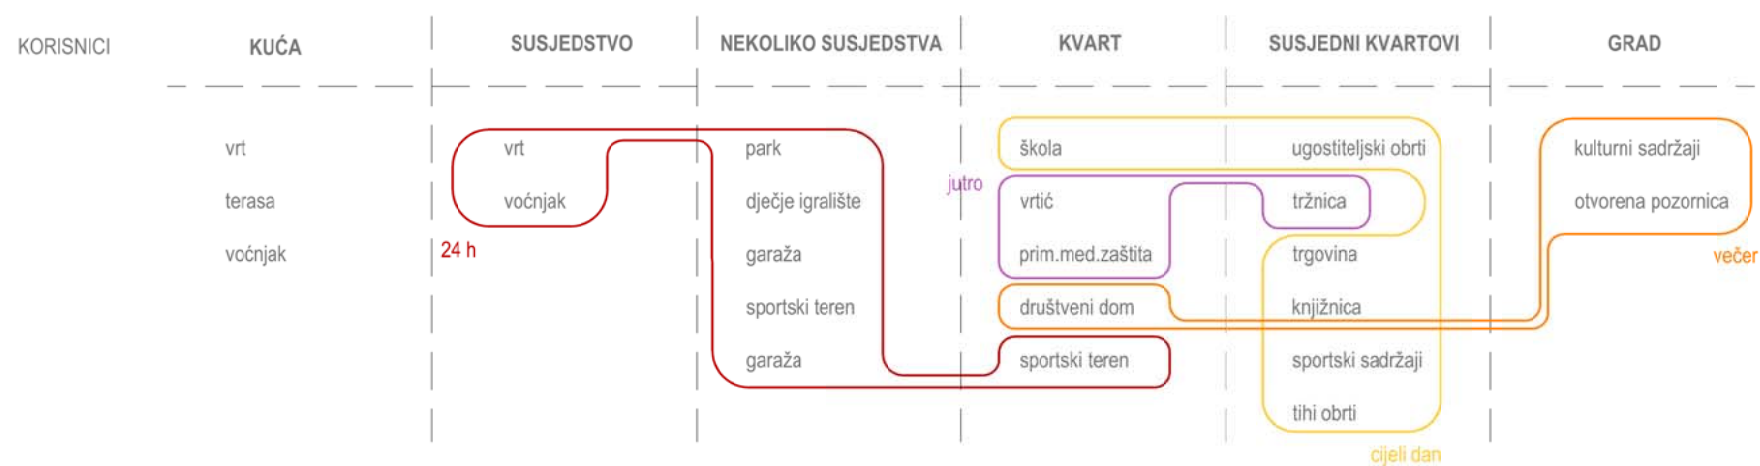 KORISNICI KUĆA SUSJEDSTVO NEKOLIKO SUSJEDSTVA KVART SUSJEDNI KVARTOVI GRAD
vrt vrt park škola ugostiteljski obrti kulturni sadržaji
jutro
terasa voćnjak dječje igralište vrtić tržnica otvorena pozornica
voćnjak 24 h garaža prim.med.zaštita trgovina večer
sportski teren društveni dom knjižnica
garaža sportski teren sportski sadržaji
tihi obrti
cijeli dan